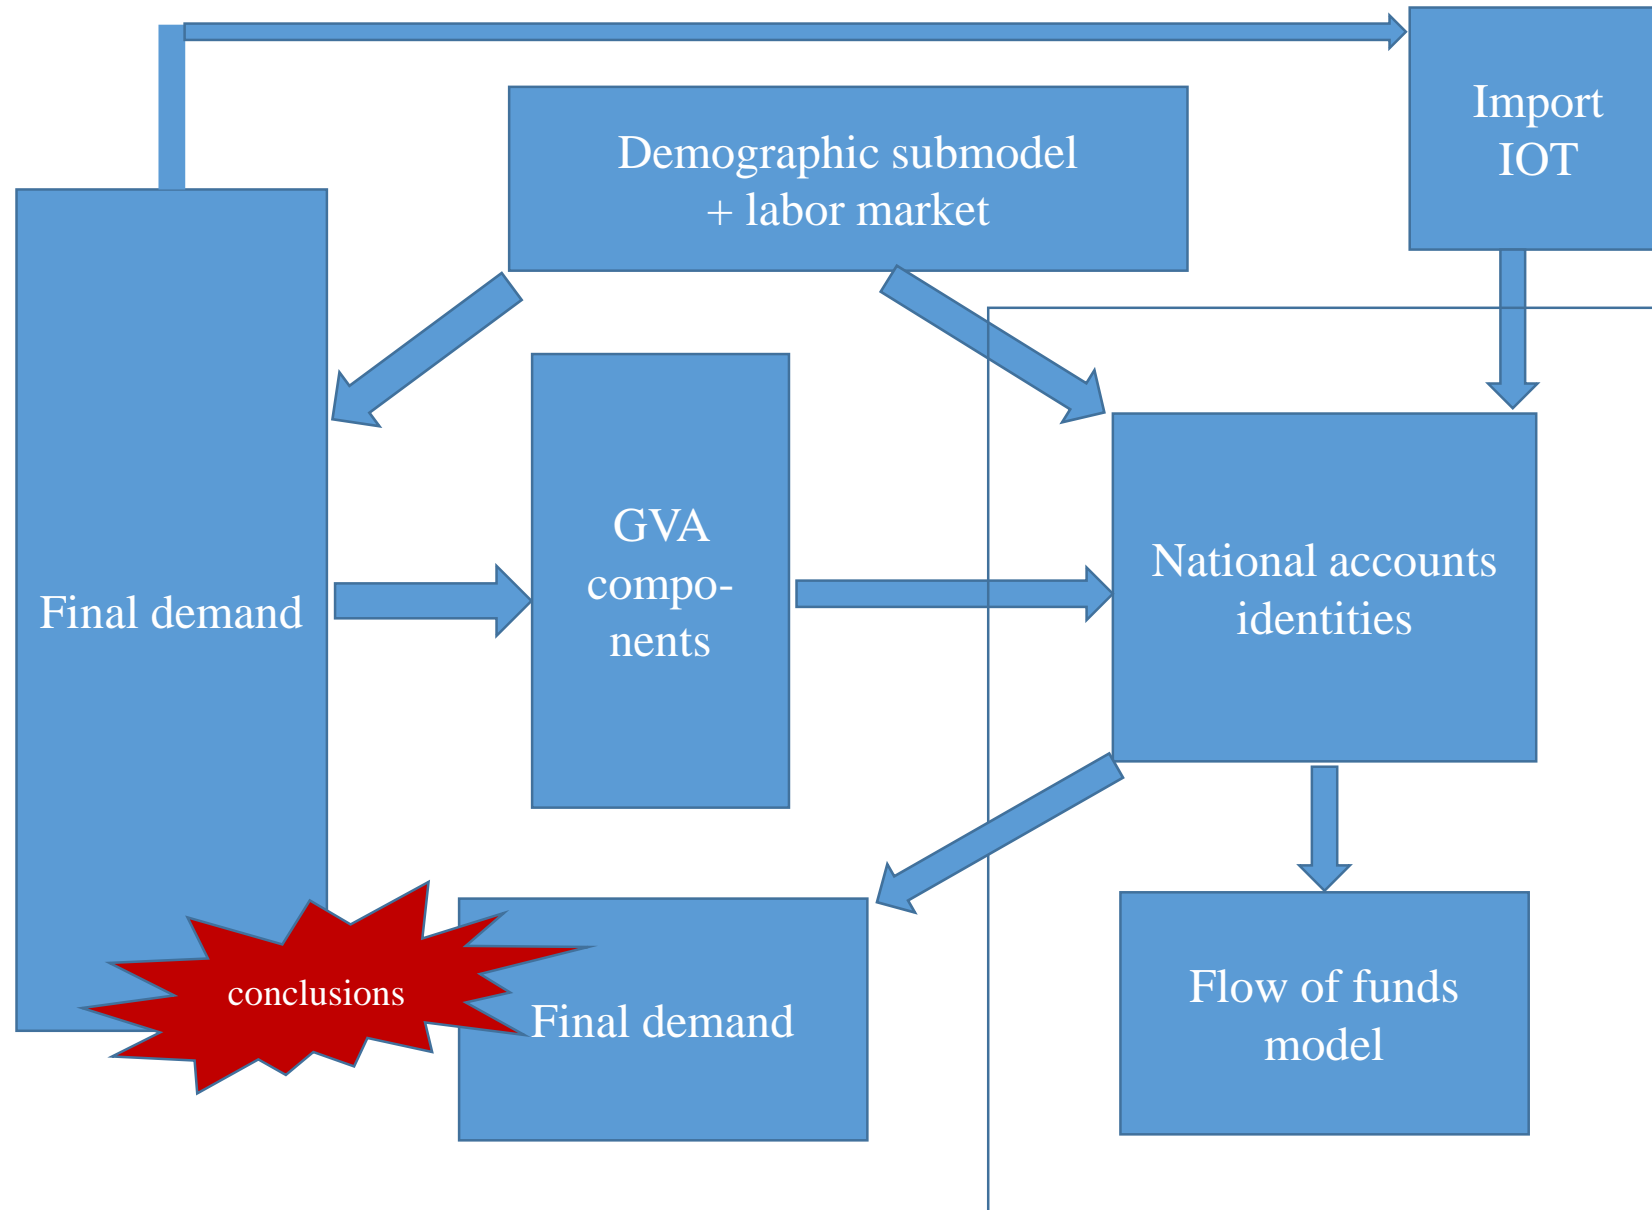 Import
IOT
Demographic submodel
+ labor market
Final demand
GVA
compo-
nents
National accounts
identities
conclusions
Final demand
Flow of funds
model